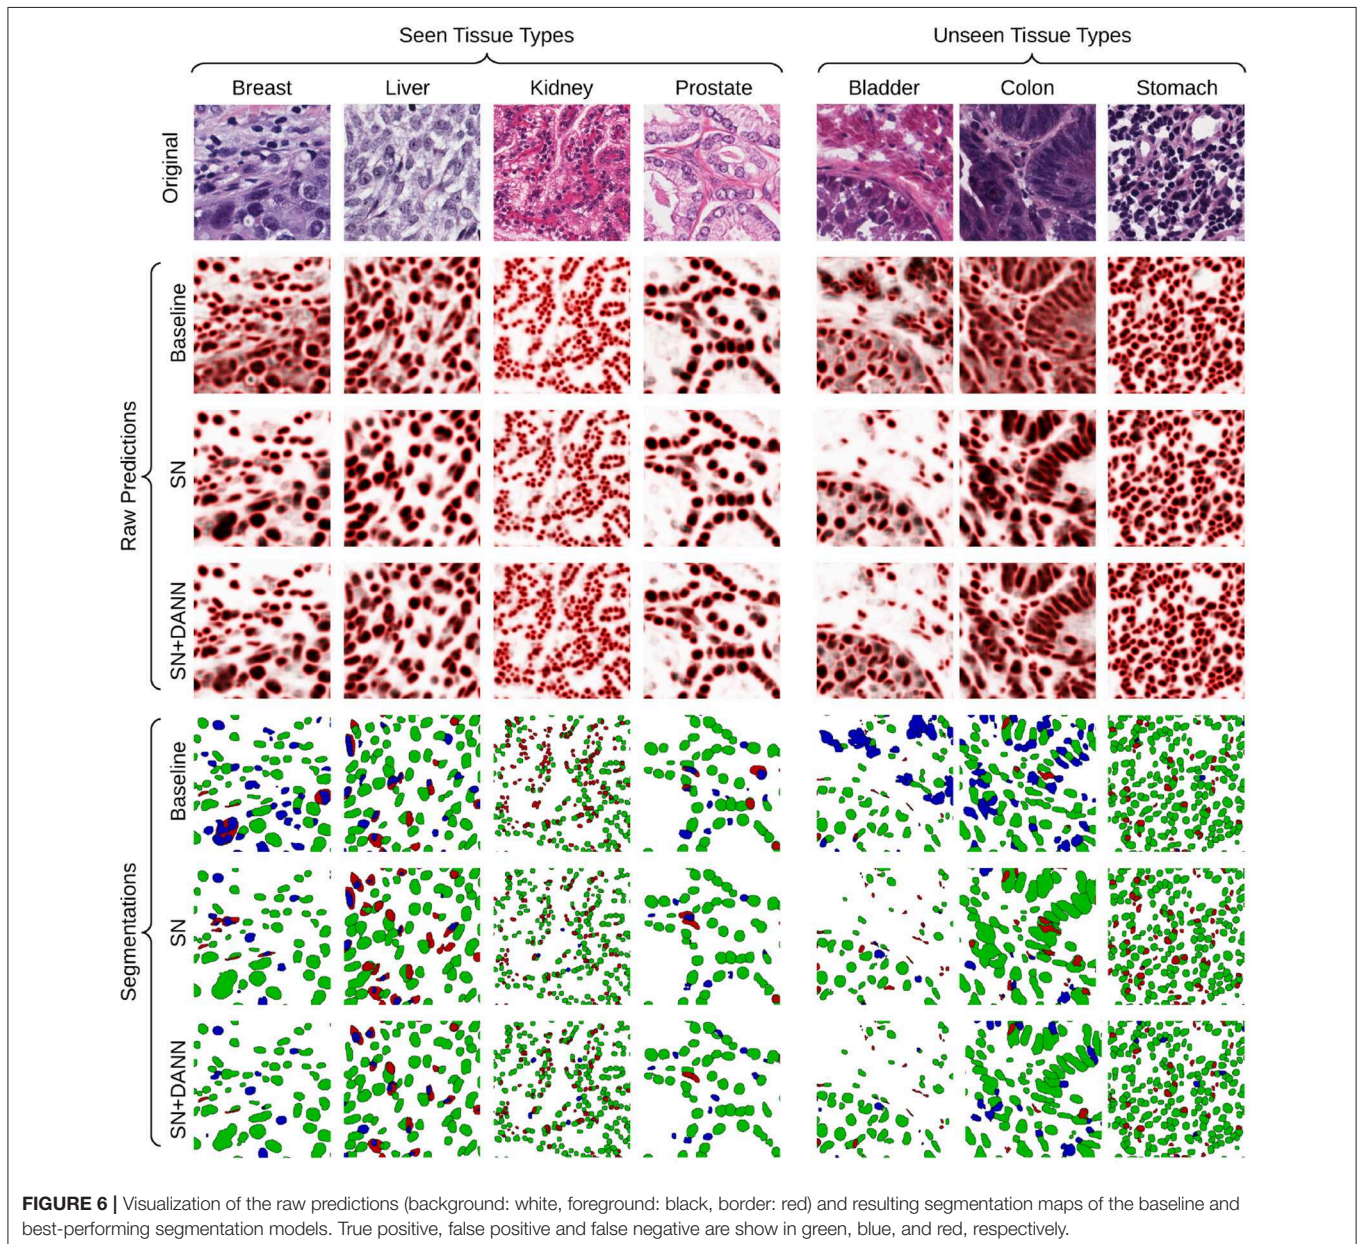 Seen Tissue Types
Unseen Tissue Types
Breast
Liver
Kidney
Prostate
Bladder
Colon
Stomach
Original
Raw Predictions
Baseline
SN
SN+DANN
Segmentations
Baseline
SN
SN+DANN
FIGURE 6 | Visualization of the raw predictions (background: white, foreground: black, border: red) and resulting segmentation maps of the baseline and
best-performing segmentation models. True positive, false positive and false negative are show in green, blue, and red, respectively.